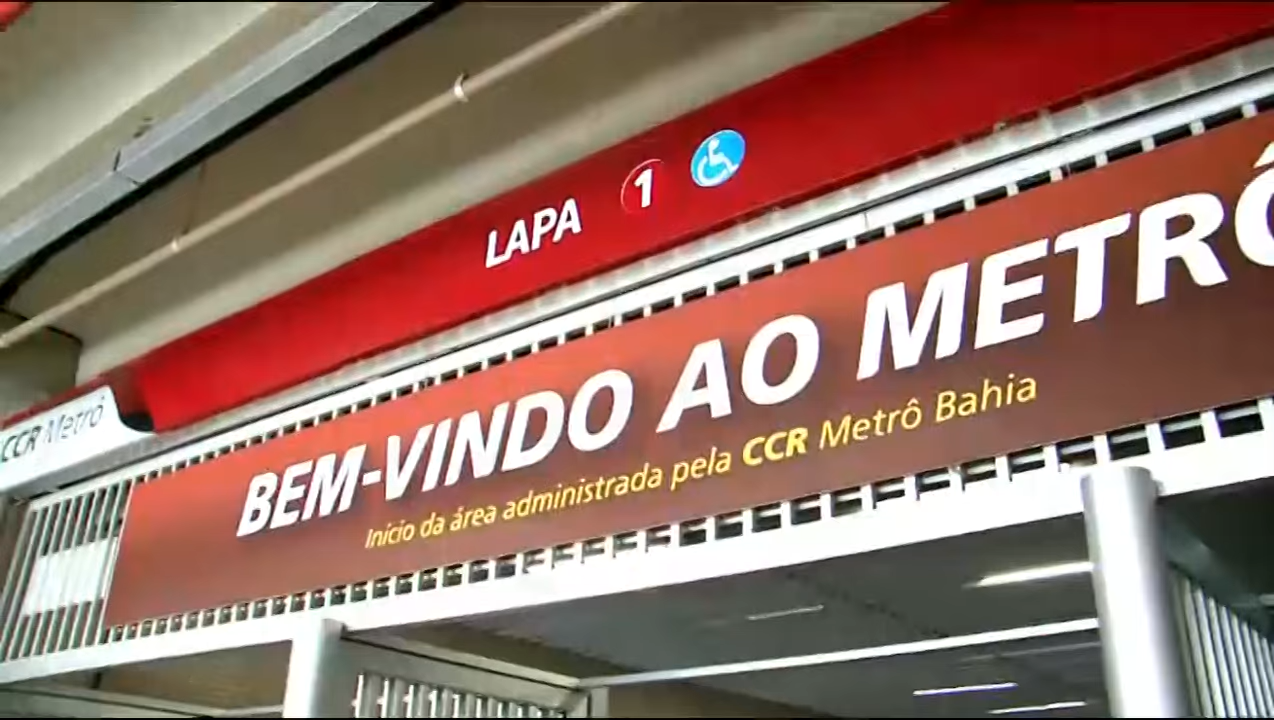 LAPA 1
CCR Metrô
BEM-VINDO AO METRÔ
Início da área administrada pela CCR Metrô Bahia